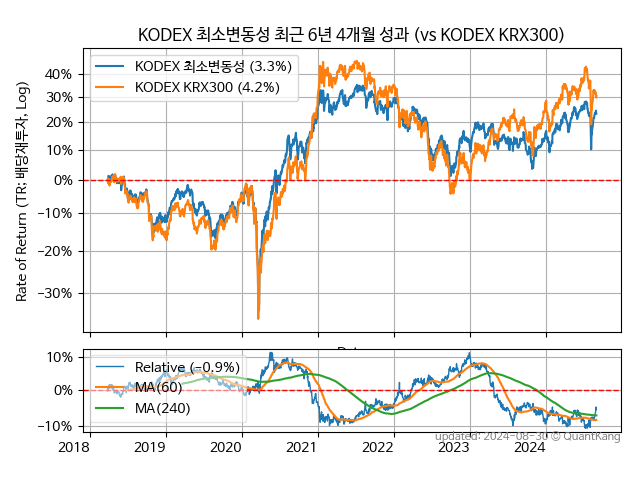 KODEX 최소변동성 최근 6년 4개월 성과 (vs KODEX KRX300)
KODEX 최소변동성 (3.3%)
KODEX KRX300 (4.2%)
Rate of Return (TR: 배당재투자, Log)
40%
30%
20%
10%
0%
−10%
−30%
Relative (−0.9%)
MA(60)
MA(240)
10%
0%
−10%
2018
2019
2020
2021
2022
2023
2024
updated: 2024-08-30 © QuantKang